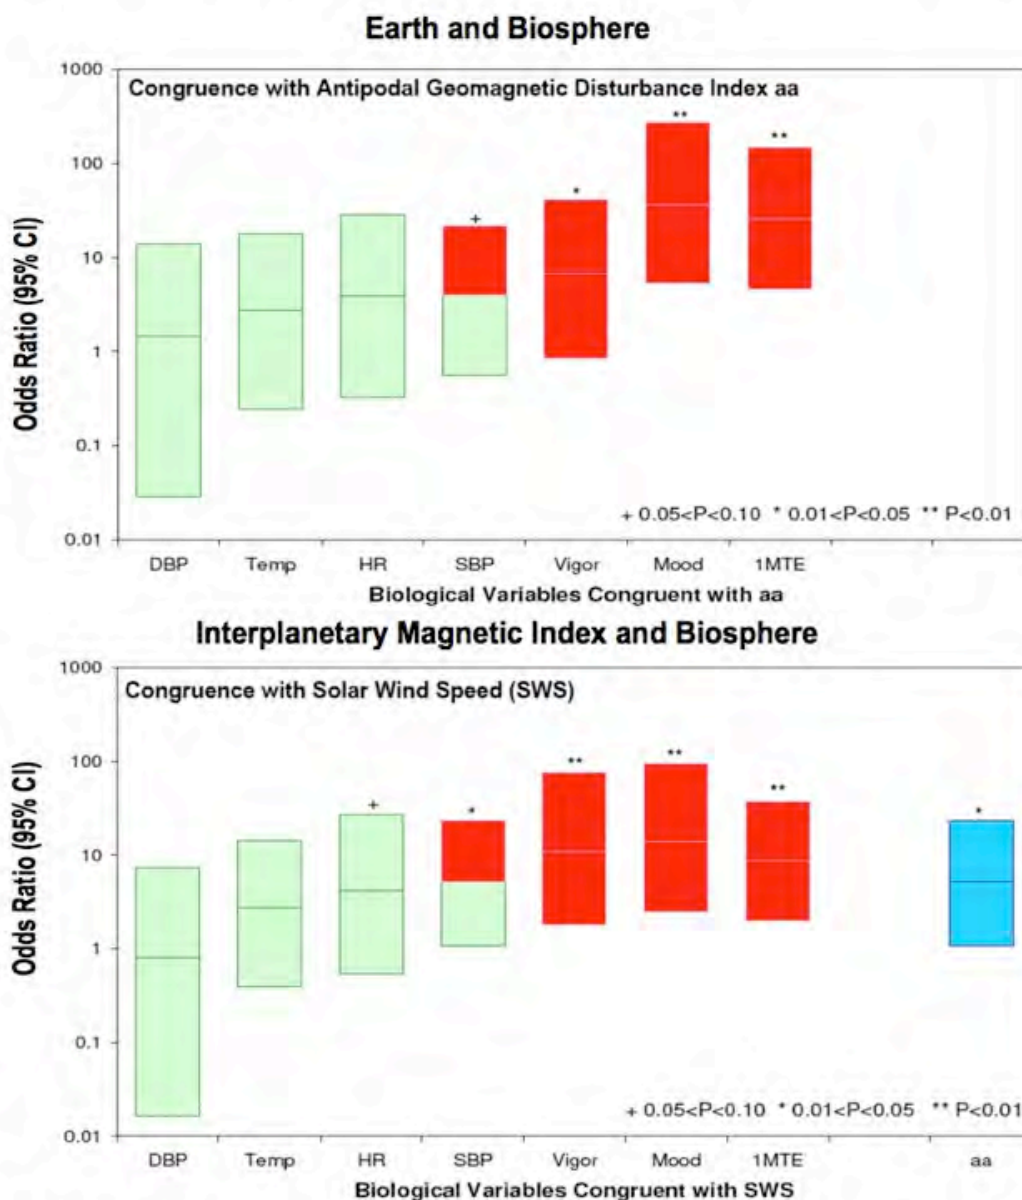 Earth and Biosphere
1000
Congruence with Antipodal Geomagnetic Disturbance Index aa
**
**
100
*
+
10
Odds Ratio (95% CI)
1
0.1
+ 0.05<P<0.10 * 0.01<P<0.05 ** P<0.01
0.01
DBP Temp HR SBP Vigor Mood 1MTE
Biological Variables Congruent with aa
Interplanetary Magnetic Index and Biosphere
1000
Congruence with Solar Wind Speed (SWS)
100
** ** **
+ * *
10
Odds Ratio (95% CI)
1
0.1
+ 0.05<P<0.10 * 0.01<P<0.05 ** P<0.01
0.01
DBP Temp HR SBP Vigor Mood 1MTE aa
Biological Variables Congruent with SWS